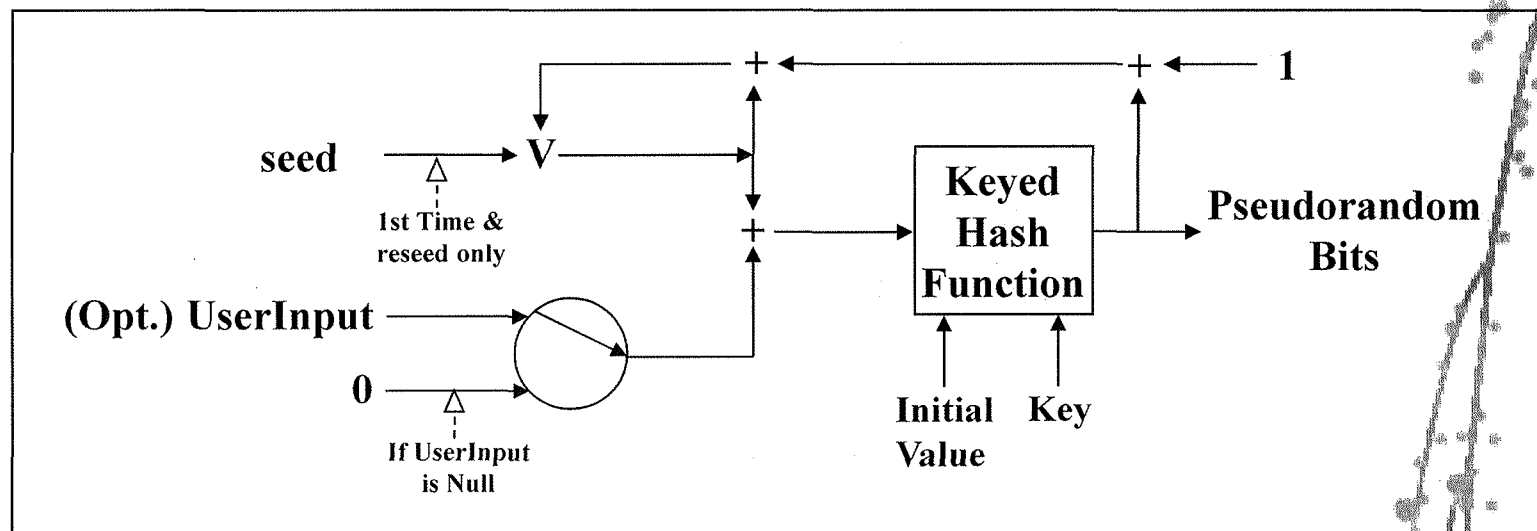 +
+
1
seed
V
1st Time &
reseed only
+
Keyed
Hash
Function
Pseudorandom
Bits
(Opt.) UserInput
0
If UserInput
is Null
Initial
Value
Key